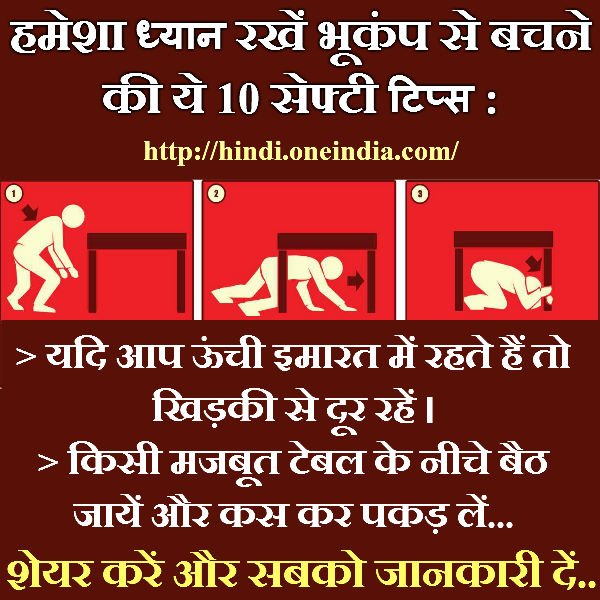 हमेशा ध्यान रखें भूकंप से बचने
की ये 10 सेफ्टी टिप्स :
http://hindi.oneindia.com/
1 2 3
> यदि आप ऊंची इमारत में रहते हैं तो
खिड़की से दूर रहें।
> किसी मजबूत टेबल के नीचे बैठ
जायें और कस कर पकड़ लें...
शेयर करें और सबको जानकारी दें..